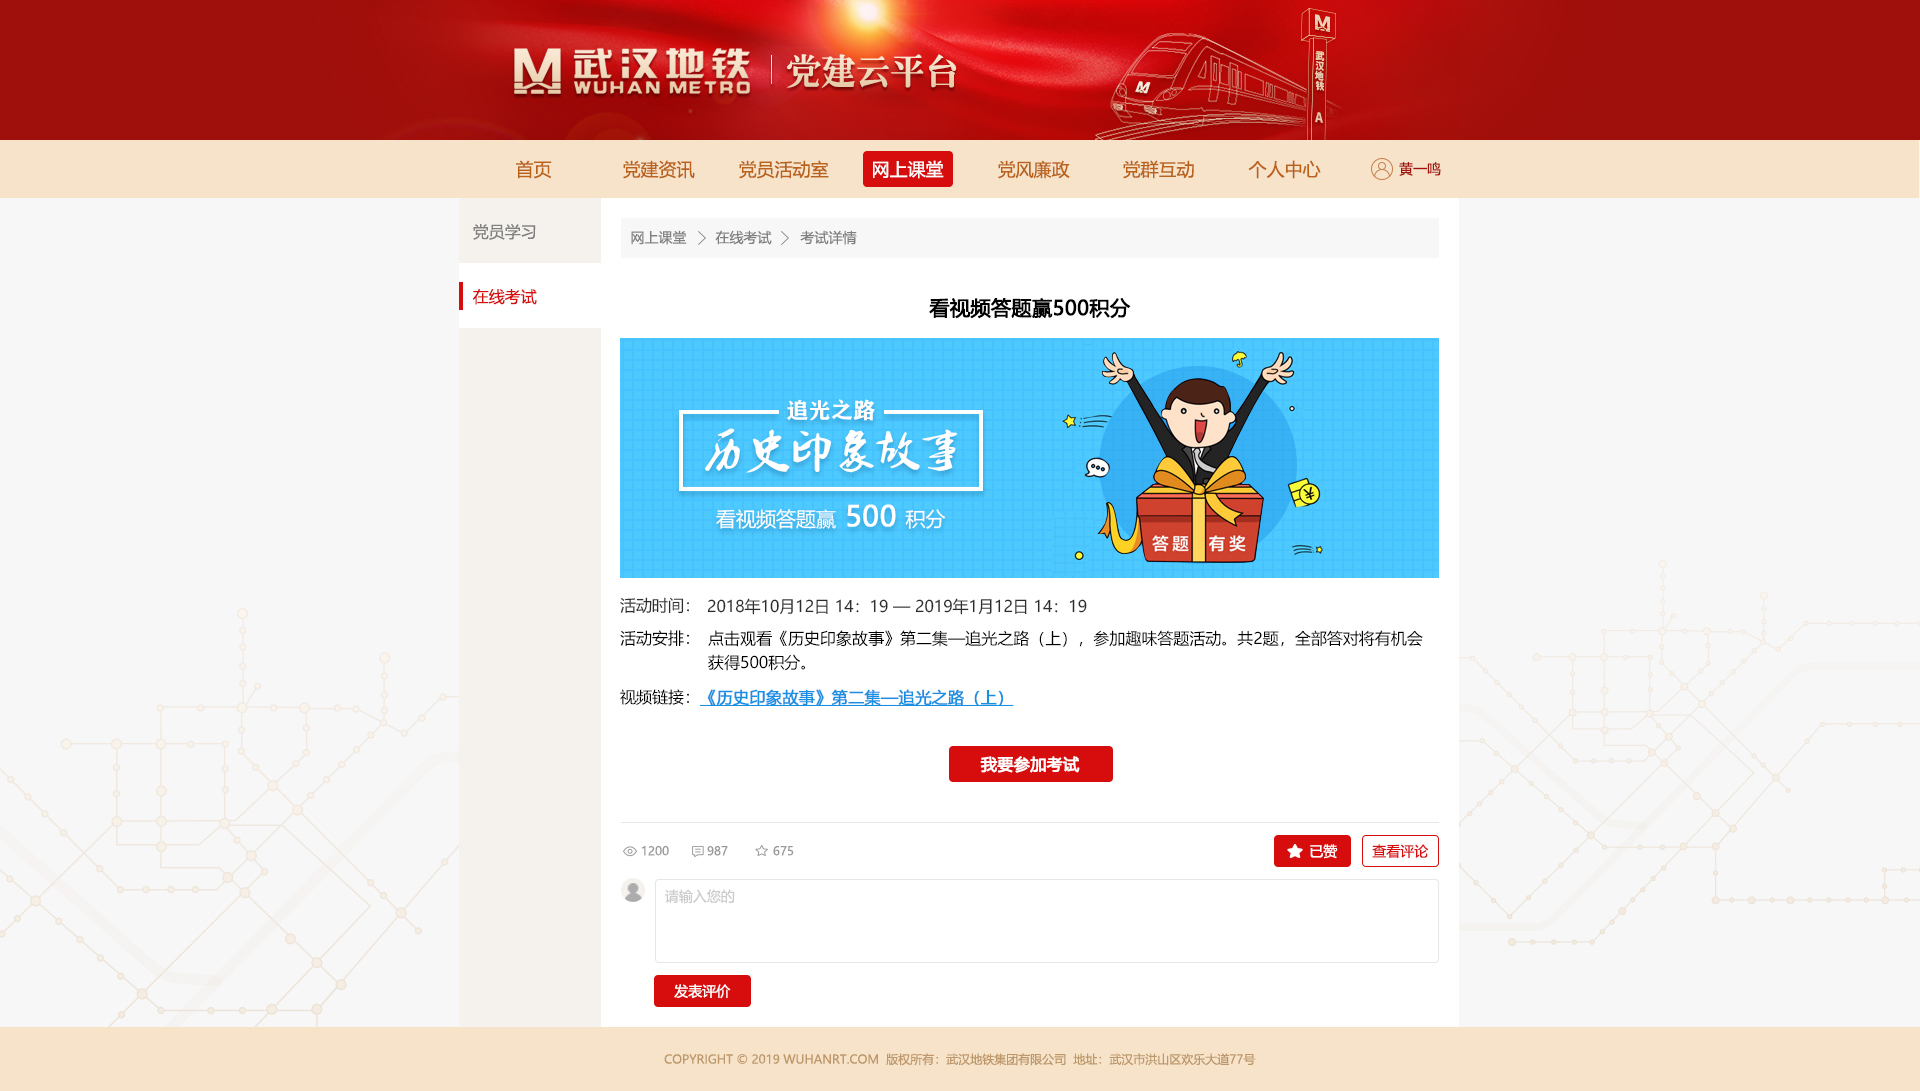 武汉地铁 党建云平台
WUHAN METRO
M
武汉地铁
A
M
首页 党建资讯 党员活动室 网上课堂 党风廉政 党群互动 个人中心 黄一鸣
党员学习
在线考试
网上课堂 > 在线考试 > 考试详情
看视频答题赢500积分
追光之路
历史印象故事
看视频答题赢 500 积分
答题 有奖
活动时间： 2018年10月12日 14：19 — 2019年1月12日 14：19
活动安排： 点击观看《历史印象故事》第二集—追光之路（上），参加趣味答题活动。共2题，全部答对将有机会
获得500积分。
视频链接： 《历史印象故事》第二集—追光之路（上）
我要参加考试
1200 987 675 已赞 查看评论
请输入您的
发表评价
COPYRIGHT © 2019 WUHANRT.COM 版权所有：武汉地铁集团有限公司 地址：武汉市洪山区欢乐大道77号